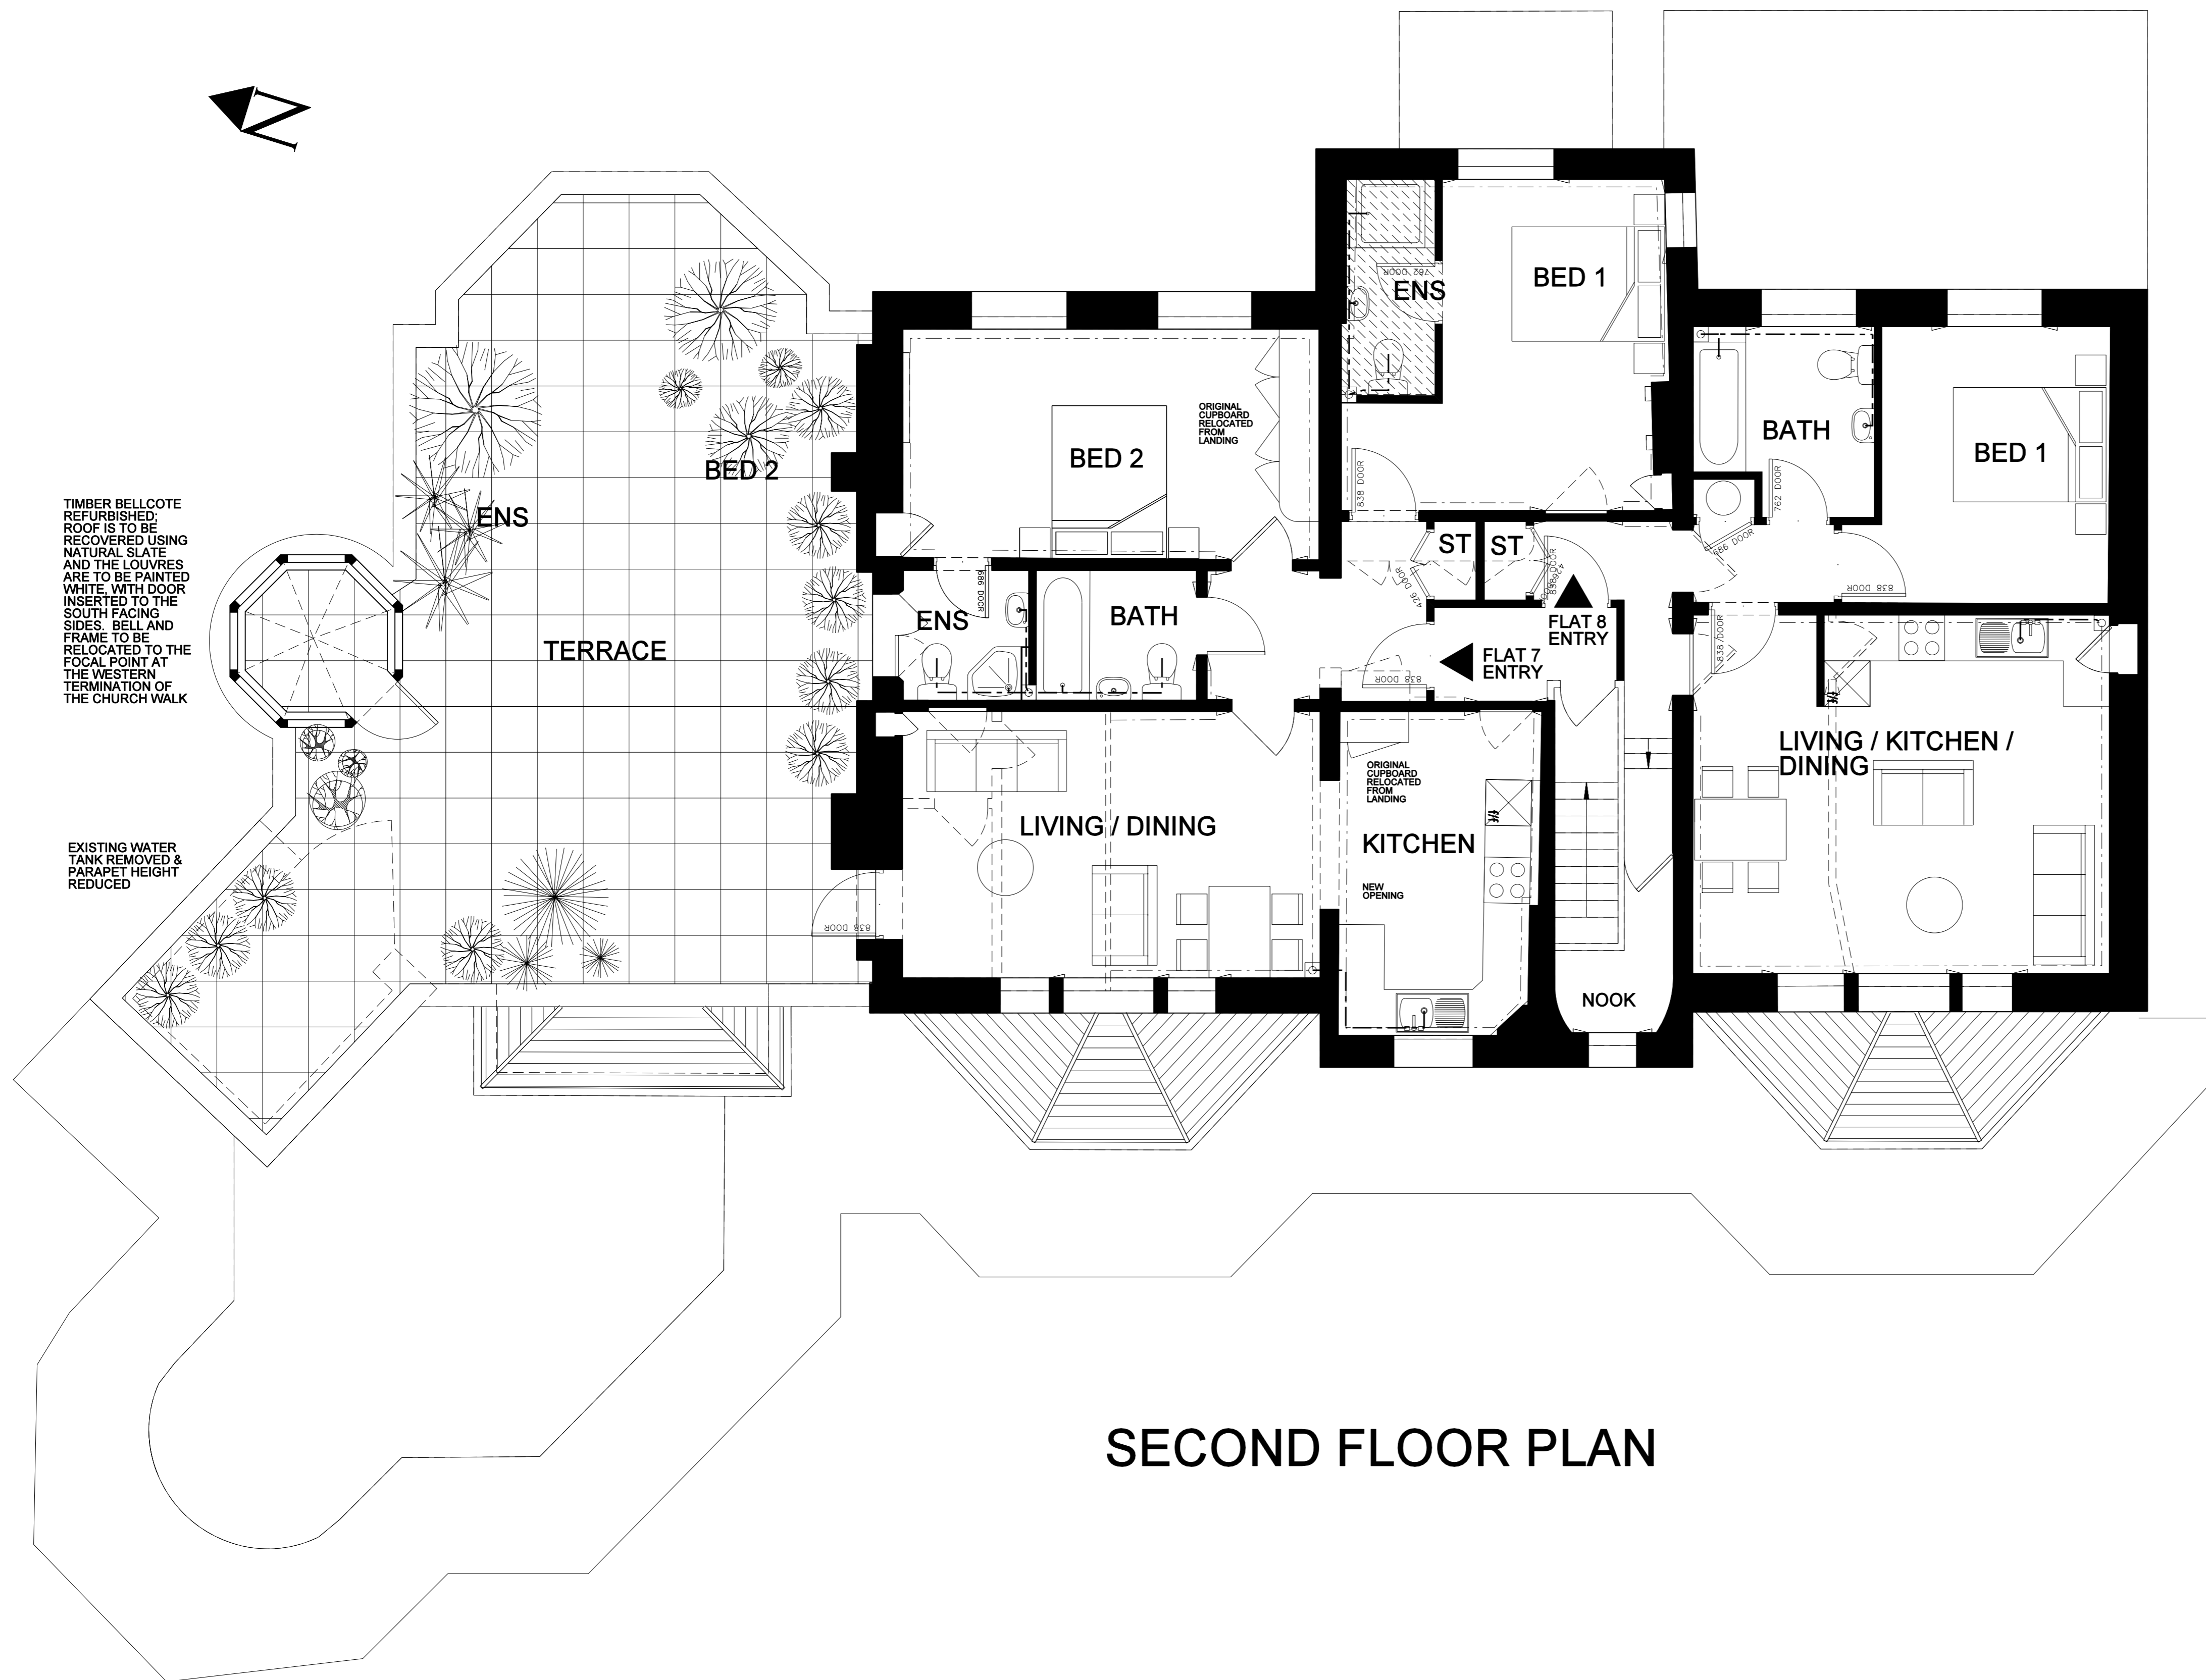 N
762 DOOR
ENS
BED 1
ORIGINAL
CUPBOARD
RELOCATED
FROM
LANDING
BED 2
BED 2
ENS
838 DOOR
BATH
762 DOOR
BED 1
TIMBER BELLCOTE
REFURBISHED;
ROOF IS TO BE
RECOVERED USING
NATURAL SLATE
AND THE LOUVRES
ARE TO BE PAINTED
WHITE, WITH DOOR
INSERTED TO THE
SOUTH FACING
SIDES. BELL AND
FRAME TO BE
RELOCATED TO THE
FOCAL POINT AT
THE WESTERN
TERMINATION OF
THE CHURCH WALK
TERRACE
ENS
686 DOOR
BATH
ST
ST
426 DOOR
426 DOOR
838 DOOR
686 DOOR
838 DOOR
FLAT 8
ENTRY
FLAT 7
ENTRY
838 DOOR
838 DOOR
EXISTING WATER
TANK REMOVED &
PARAPET HEIGHT
REDUCED
838 DOOR
LIVING / DINING
ORIGINAL
CUPBOARD
RELOCATED
FROM
LANDING
KITCHEN
NEW
OPENING
f/f
f/f
LIVING / KITCHEN /
DINING
NOOK
SECOND FLOOR PLAN